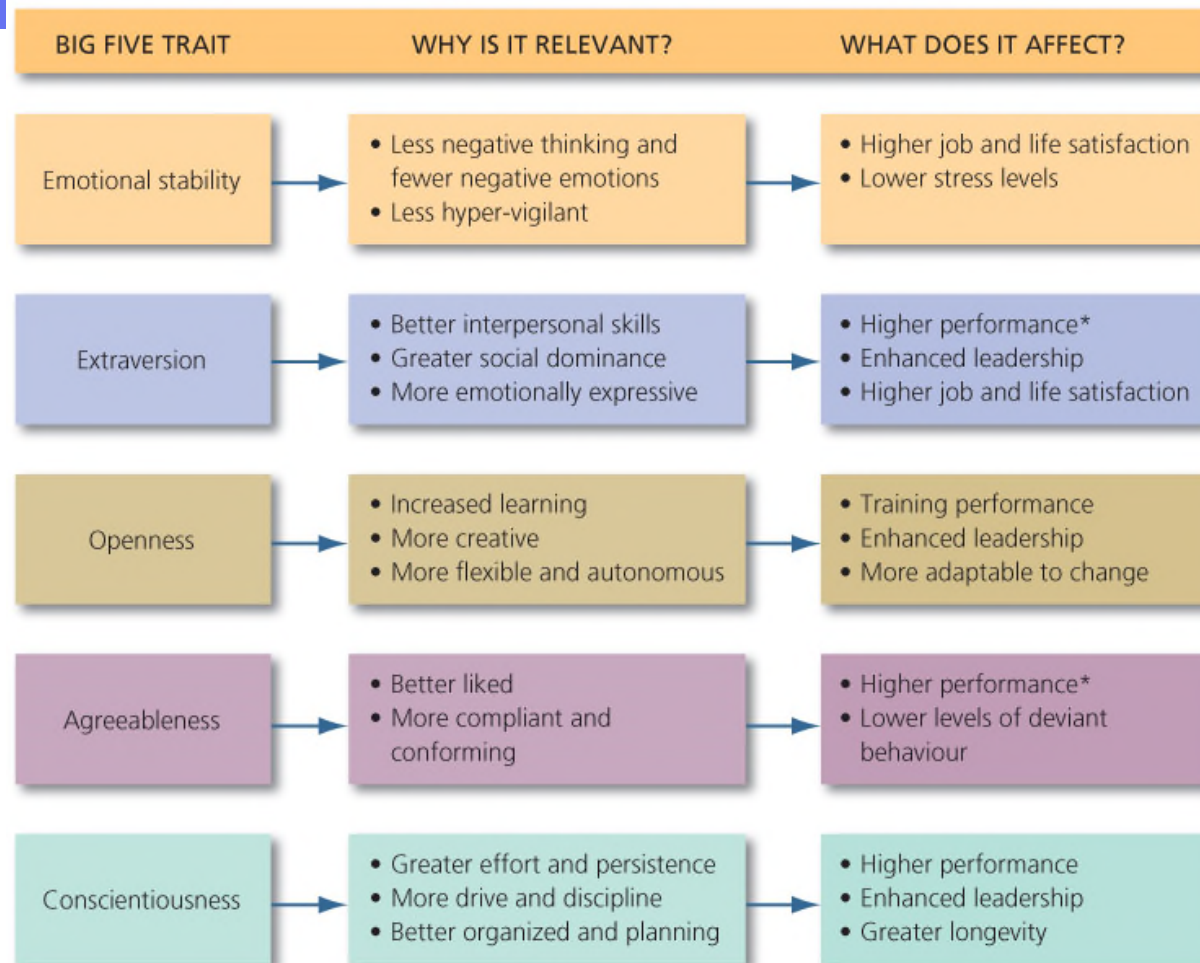 BIG FIVE TRAIT WHY IS IT RELEVANT? WHAT DOES IT AFFECT?
Emotional stability
• Less negative thinking and
fewer negative emotions
• Less hyper-vigilant
• Higher job and life satisfaction
• Lower stress levels
Extraversion
• Better interpersonal skills
• Greater social dominance
• More emotionally expressive
• Higher performance*
• Enhanced leadership
• Higher job and life satisfaction
Openness
• Increased learning
• More creative
• More flexible and autonomous
• Training performance
• Enhanced leadership
• More adaptable to change
Agreeableness
• Better liked
• More compliant and
conforming
• Higher performance*
• Lower levels of deviant
behaviour
Conscientiousness
• Greater effort and persistence
• More drive and discipline
• Better organized and planning
• Higher performance
• Enhanced leadership
• Greater longevity